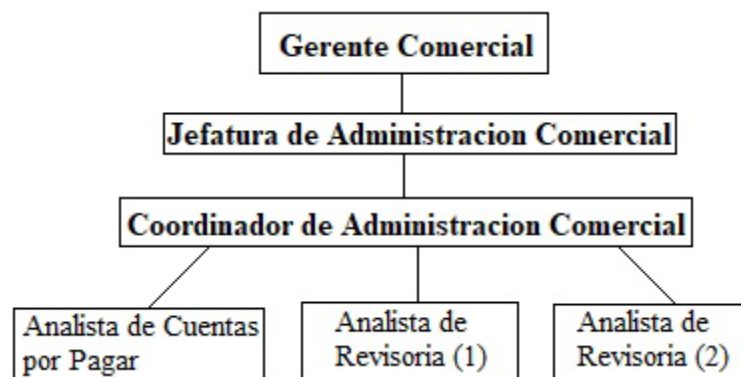 Gerente Comercial
Jefatura de Administracion Comercial
Coordinador de Administracion Comercial
Analista de Cuentas
por Pagar
Analista de
Revisoria (1)
Analista de
Revisoria (2)